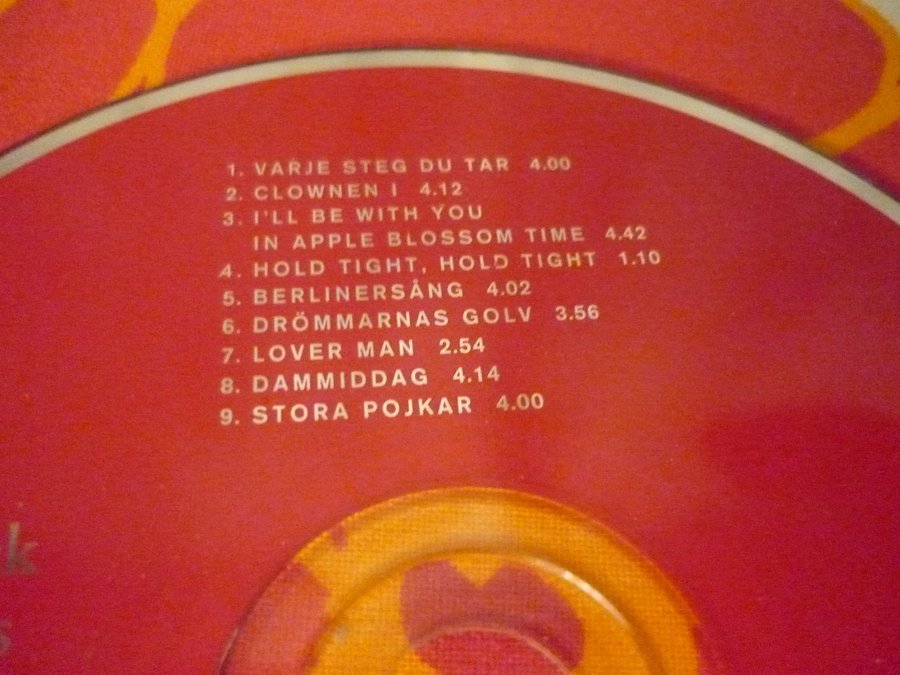 1. VARJE STEG DU TAR 4.00
2. CLOWNEN I 4.12
3. I'LL BE WITH YOU
IN APPLE BLOSSOM TIME 4.42
4. HOLD TIGHT, HOLD TIGHT 1.10
5. BERLINERSÅNG 4.02
6. DRÖMMARNAS GOLV 3.56
7. LOVER MAN 2.54
8. DAMMIDDAG 4.14
9. STORA POJKAR 4.00